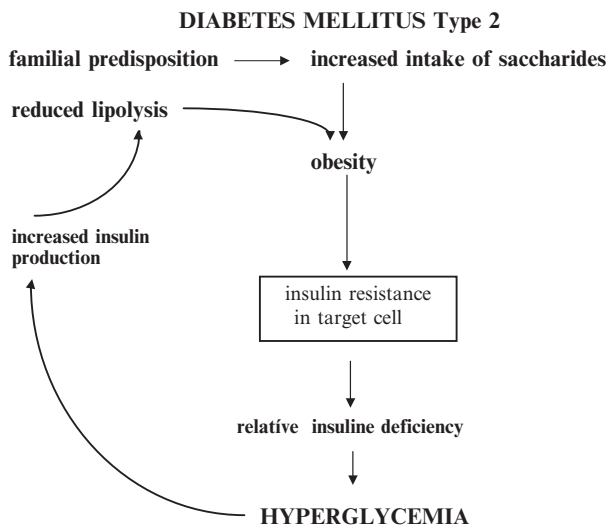 DIABETES MELLITUS Type 2
familial predisposition
increased intake of saccharides
reduced lipolysis
obesity
increased insulin
production
insulin resistance
in target cell
relatíve insuline deficiency
HYPERGLYCEMIA